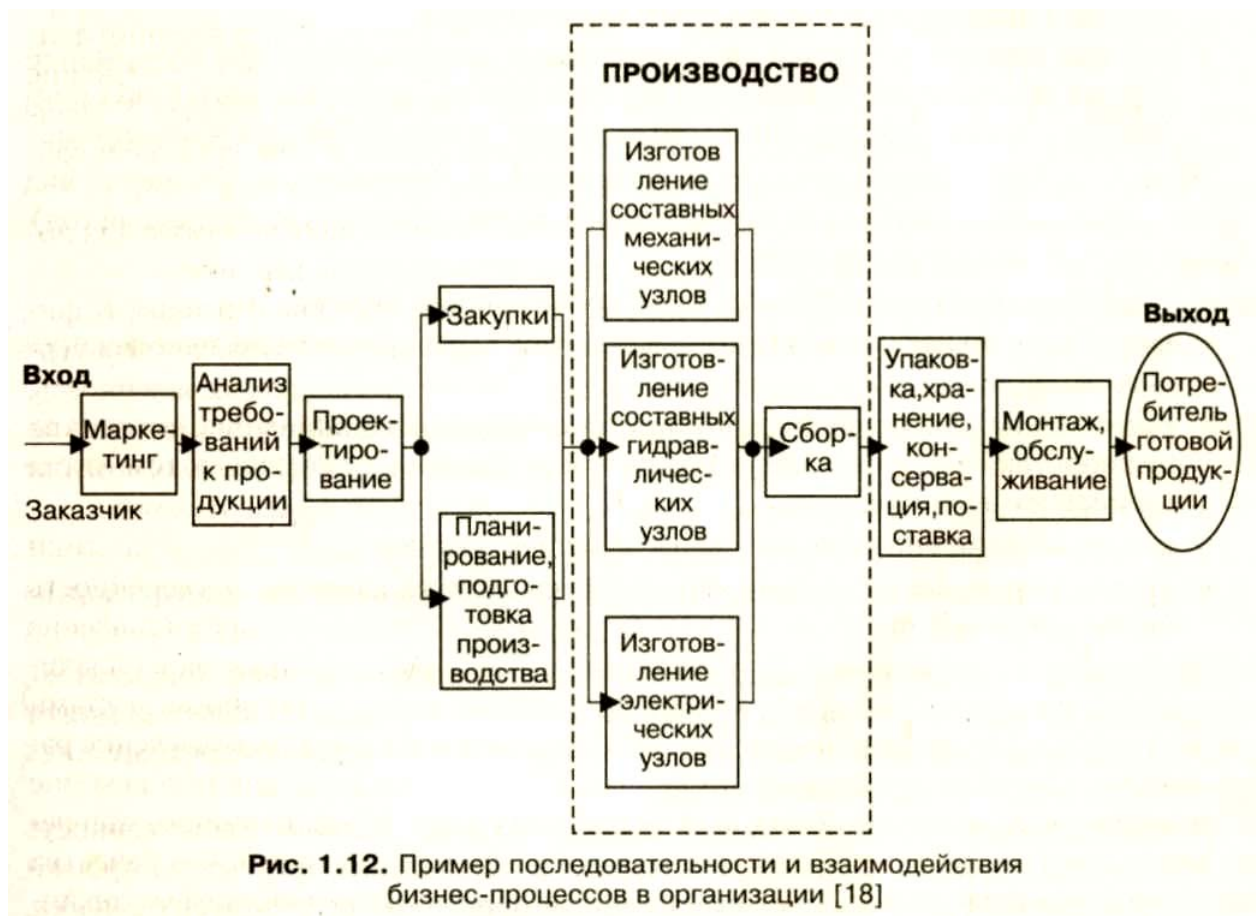 ПРОИЗВОДСТВО
Вход
Заказчик
Марке-
тинг
Анализ
требо-
ваний
к про-
дукции
Проек-
тиро-
вание
Закупки
Плани-
рование,
подго-
товка
произ-
водства
Изготов
ление
составных
механи-
ческих
узлов
Изготов-
ление
составных
гидрав-
лičес-
ких
узлов
Изготов-
ление
электри-
ческих
узлов
Сбор-
ка
Упаков-
ка,хра-
нение,
кон-
серва-
ция,по-
ставка
Монтаж,
обслу-
живание
Выход
Потре-
битель
готовой
продук-
ции
Рис. 1.12. Пример последовательности и взаимодействия
бизнес-процессов в организации [18]